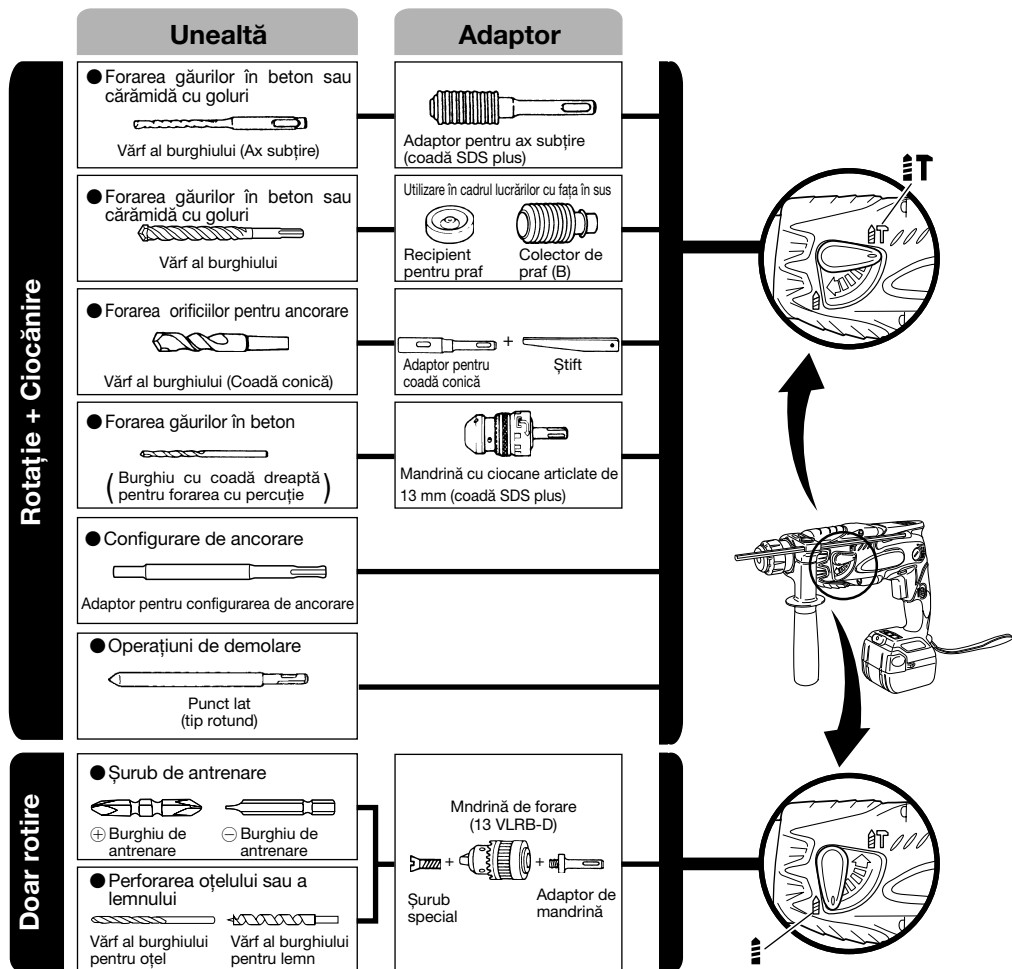 Unealtă
Adaptor
Rotație + Ciocănire
● Forarea găurilor în beton sau
cărămidă cu goluri
Vârf al burghiului (Ax subțire)
Adaptor pentru ax subțire
(coadă SDS plus)
● Forarea găurilor în beton sau
cărămidă cu goluri
Vârf al burghiului
Utilizare în cadrul lucrărilor cu fața în sus
Recipient
pentru praf
Colector de
praf (B)
● Forarea orificiilor pentru ancorare
Vârf al burghiului (Coadă conică)
+
Adaptor pentru
coadă conică
Știft
● Forarea găurilor în beton
( Burghiu cu coadă dreaptă
pentru forarea cu percuție )
Mandrină cu ciocane articlate de
13 mm (coadă SDS plus)
● Configurare de ancorare
Adaptor pentru configurarea de ancorare
● Operațiuni de demolare
Punct lat
(tip rotund)
Doar rotire
● Șurub de antrenare
⊕ Burghiu de
antrenare
⊖ Burghiu de
antrenare
● Perforarea oțelului sau a
lemnului
Vârf al burghiului
pentru oțel
Vârf al burghiului
pentru lemn
Mndrină de forare
(13 VLRB-D)
+ +
Șurub
special
Adaptor de
mandrină